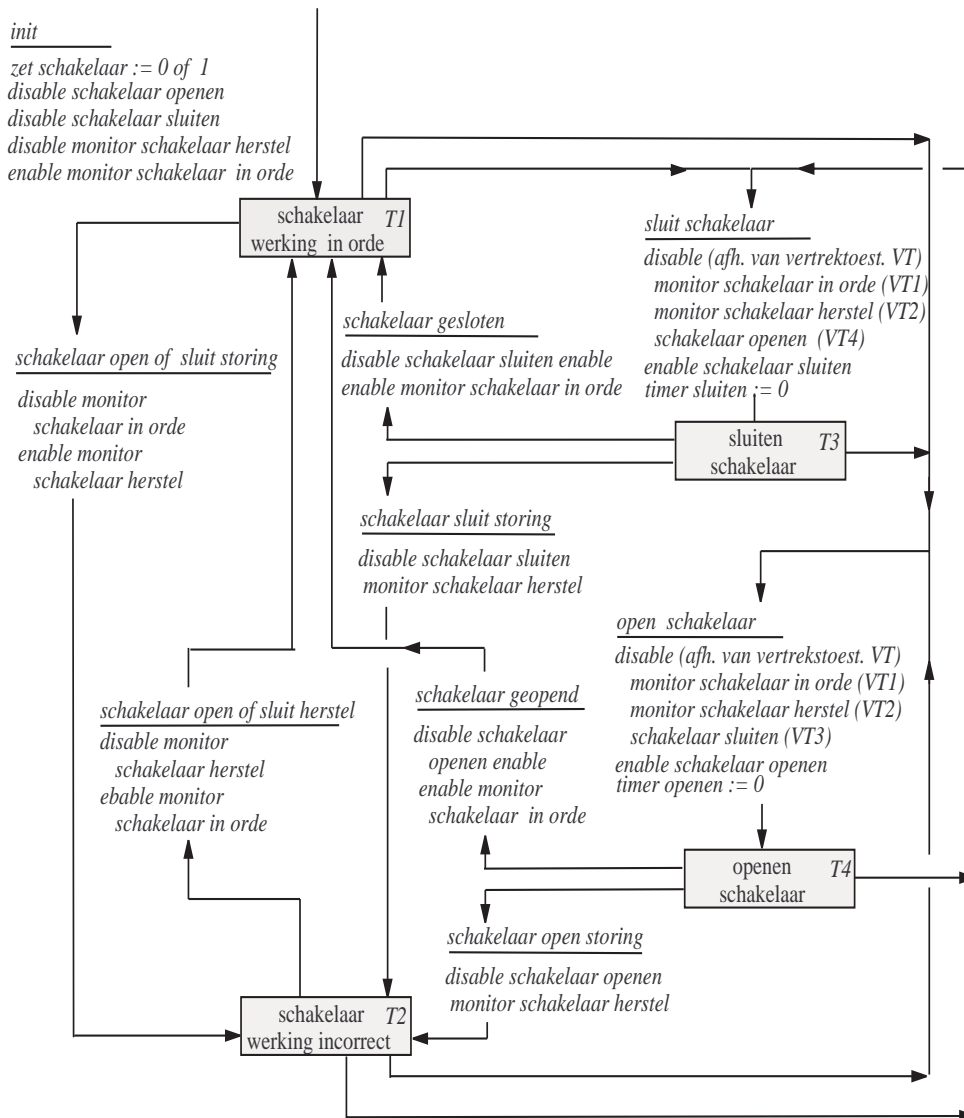 init
zet schakelaar := 0 of 1
disable schakelaar openen
disable schakelaar sluiten
disable monitor schakelaar herstel
enable monitor schakelaar in orde
schakelaar T1
werking in orde
sluit schakelaar
disable (afh. van vertrektoest. VT)
monitor schakelaar in orde (VT1)
monitor schakelaar herstel (VT2)
schakelaar openen (VT4)
enable schakelaar sluiten
timer sluiten := 0
schakelaar gesloten
disable schakelaar sluiten enable
enable monitor schakelaar in orde
schakelaar open of sluit storing
disable monitor
schakelaar in orde
enable monitor
schakelaar herstel
sluiten T3
schakelaar
schakelaar sluit storing
disable schakelaar sluiten
monitor schakelaar herstel
open schakelaar
disable (afh. van vertrekstoest. VT)
monitor schakelaar in orde (VT1)
monitor schakelaar herstel (VT2)
schakelaar sluiten (VT3)
enable schakelaar openen
timer openen := 0
schakelaar open of sluit herstel
disable monitor
schakelaar herstel
ebable monitor
schakelaar in orde
schakelaar geopend
disable schakelaar
openen enable
enable monitor
schakelaar in orde
openen T4
schakelaar
schakelaar open storing
disable schakelaar openen
monitor schakelaar herstel
schakelaar T2
werking incorrect